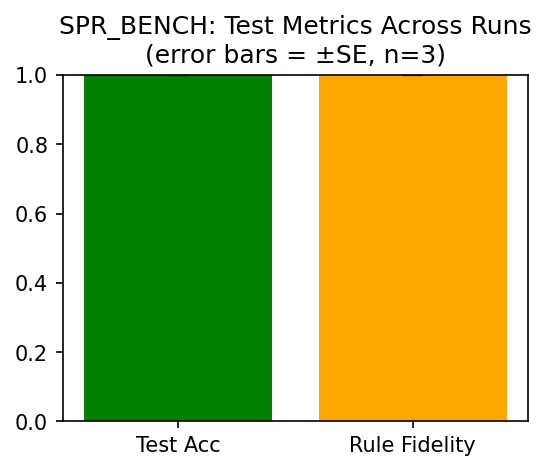 SPR_BENCH: Test Metrics Across Runs
(error bars = ±SE, n=3)
1.0
0.8
0.6
0.4
0.2
0.0
Test Acc
Rule Fidelity